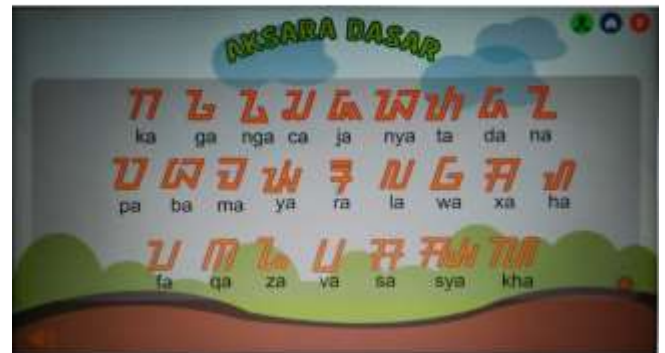 AKSARA DASAR
ᮊ ᮌ ᮍ ᮎ ᮏ ᮑ ᮒ ᮓ ᮔ
ka ga nga ca ja nya ta da na
ᮕ ᮘ ᮙ ᮚ ᮛ ᮜ ᮝ ᮟ ᮠ
pa ba ma ya ra la wa xa ha
ᮖ ᮋ ᮐ ᮗ ᮞ ᮯ ᮮ
fa qa za va sa sya kha